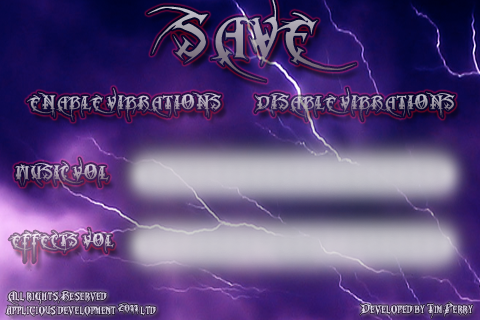 SAVE
ENABLE VIBRATIONS DISABLE VIBRATIONS
MUSIC VOL
EFFECTS VOL
All rights Reserved
Applicious Development 2011 LTD
Developed by Tim Perry